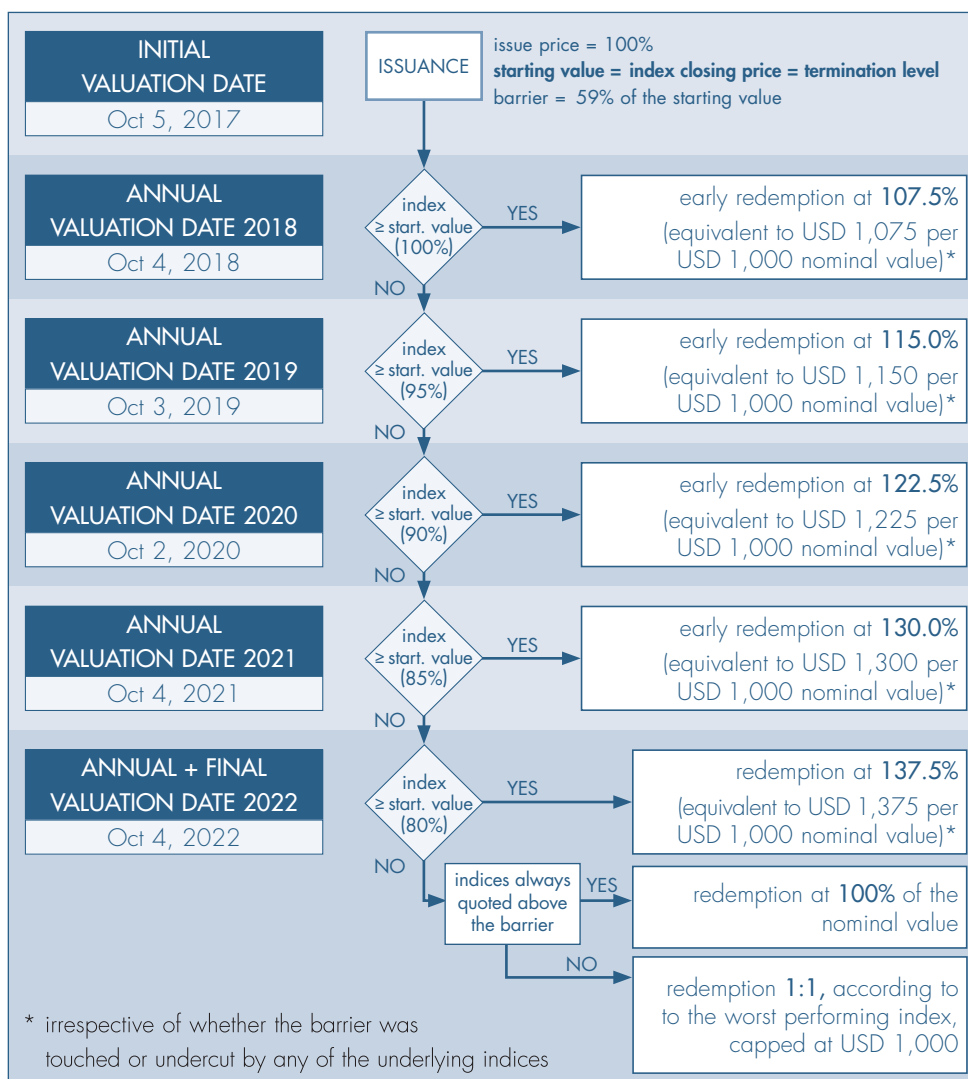 INITIAL
VALUATION DATE
Oct 5, 2017
ISSUANCE
issue price = 100%
starting value = index closing price = termination level
barrier = 59% of the starting value
ANNUAL
VALUATION DATE 2018
Oct 4, 2018
index
≥ start. value
(100%)
YES
NO
early redemption at 107.5%
(equivalent to USD 1,075 per
USD 1,000 nominal value)*
ANNUAL
VALUATION DATE 2019
Oct 3, 2019
index
≥ start. value
(95%)
YES
NO
early redemption at 115.0%
(equivalent to USD 1,150 per
USD 1,000 nominal value)*
ANNUAL
VALUATION DATE 2020
Oct 2, 2020
index
≥ start. value
(90%)
YES
NO
early redemption at 122.5%
(equivalent to USD 1,225 per
USD 1,000 nominal value)*
ANNUAL
VALUATION DATE 2021
Oct 4, 2021
index
≥ start. value
(85%)
YES
NO
early redemption at 130.0%
(equivalent to USD 1,300 per
USD 1,000 nominal value)*
ANNUAL + FINAL
VALUATION DATE 2022
Oct 4, 2022
index
≥ start. value
(80%)
YES
NO
redemption at 137.5%
(equivalent to USD 1,375 per
USD 1,000 nominal value)*
indices always
quoted above
the barrier
YES
redemption at 100% of the
nominal value
NO
redemption 1:1, according to
to the worst performing index,
capped at USD 1,000
* irrespective of whether the barrier was
touched or undercut by any of the underlying indices